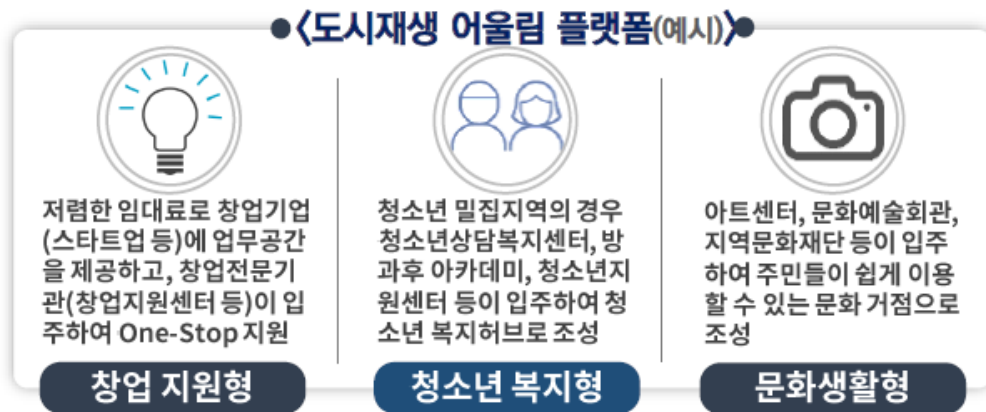 〈도시재생 어울림 플랫폼(예시)〉
저렴한 임대료로 창업기업
(스타트업 등)에 업무공간
을 제공하고, 창업전문기
관(창업지원센터 등)이 입
주하여 One-Stop 지원
창업 지원형
청소년 밀집지역의 경우
청소년상담복지센터, 방
과후 아카데미, 청소년지
원센터 등이 입주하여 청
소년 복지허브로 조성
청소년 복지형
아트센터, 문화예술회관,
지역문화재단 등이 입주
하여 주민들이 쉽게 이용
할 수 있는 문화 거점으로
조성
문화생활형